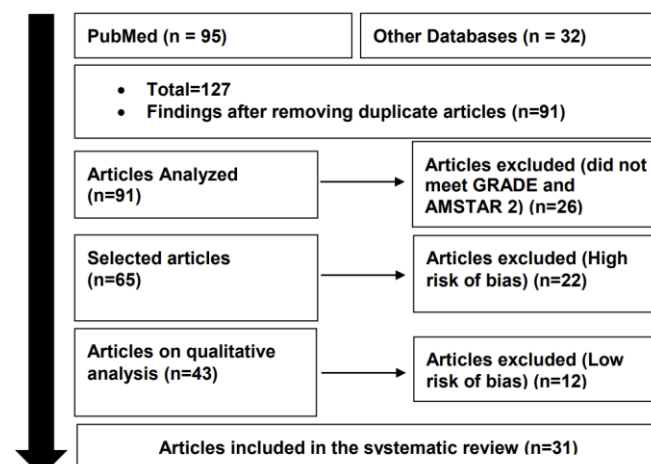 PubMed (n = 95)
Other Databases (n = 32)
• Total=127
• Findings after removing duplicate articles (n=91)
Articles Analyzed
(n=91)
Articles excluded (did not
meet GRADE and
AMSTAR 2) (n=26)
Selected articles
(n=65)
Articles excluded (High
risk of bias) (n=22)
Articles on qualitative
analysis (n=43)
Articles excluded (Low
risk of bias) (n=12)
Articles included in the systematic review (n=31)